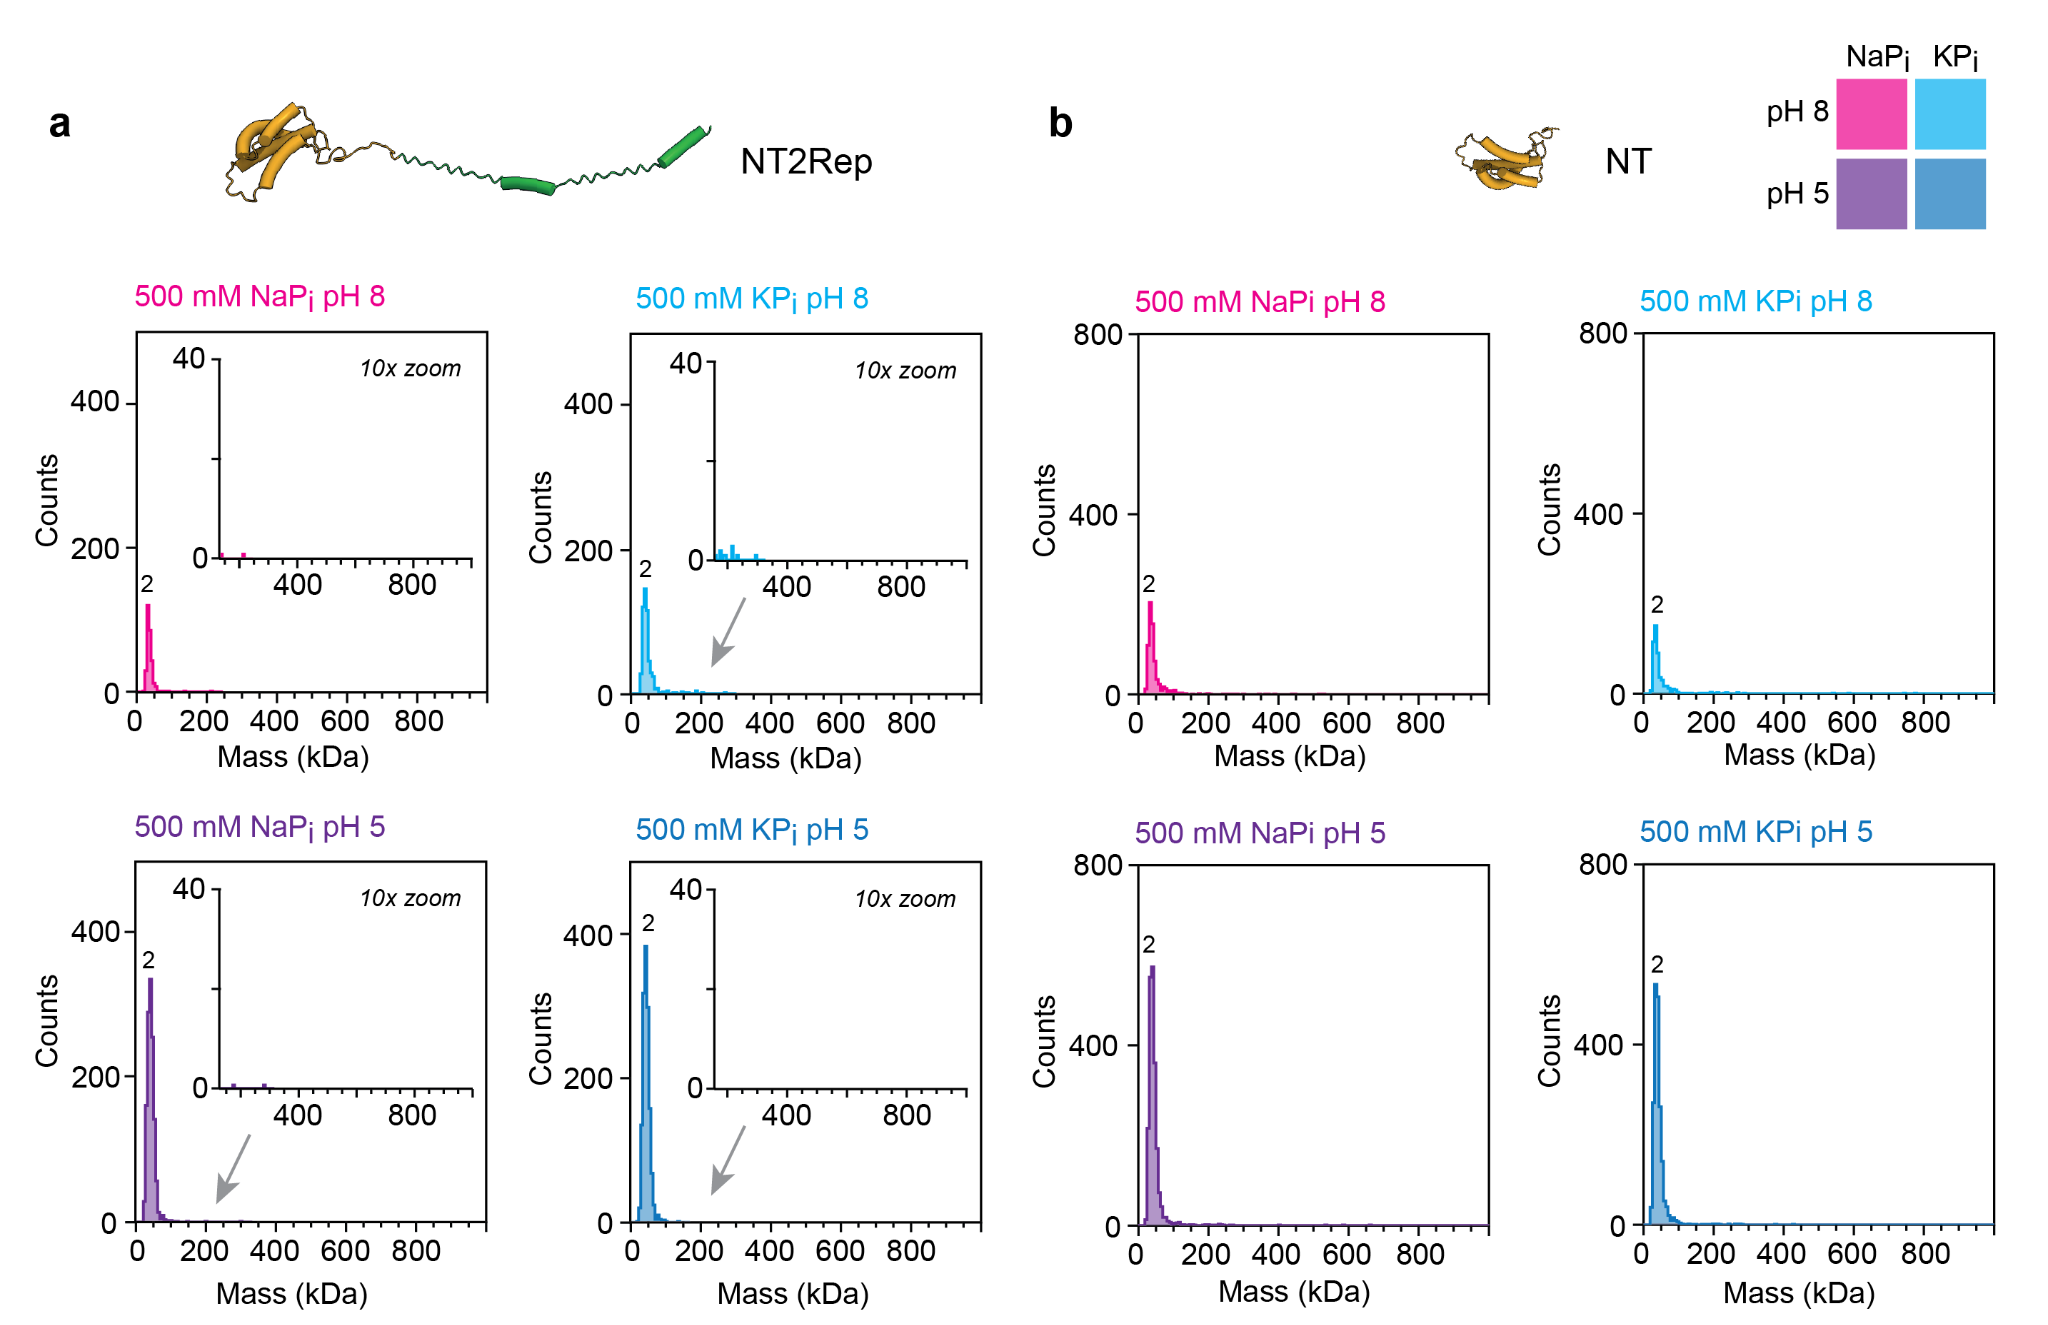 a
NT2Rep
b
NT
NaPi KPi
pH 8
pH 5
500 mM NaPi pH 8
40
10x zoom
400
Counts
200
0
400 800
2
0
0 200 400 600 800
Mass (kDa)
500 mM KPi pH 8
40
10x zoom
400
Counts
200
0
400 800
2
0
0 200 400 600 800
Mass (kDa)
500 mM NaPi pH 8
800
Counts
400
2
0
0 200 400 600 800
Mass (kDa)
500 mM KPi pH 8
800
Counts
400
2
0
0 200 400 600 800
Mass (kDa)
500 mM NaPi pH 5
40
10x zoom
400
2
Counts
200
0
400 800
0
0 200 400 600 800
Mass (kDa)
500 mM KPi pH 5
40
10x zoom
2
400
Counts
200
0
400 800
0
0 200 400 600 800
Mass (kDa)
500 mM NaPi pH 5
800
2
Counts
400
0
0 200 400 600 800
Mass (kDa)
500 mM KPi pH 5
800
2
Counts
400
0
0 200 400 600 800
Mass (kDa)